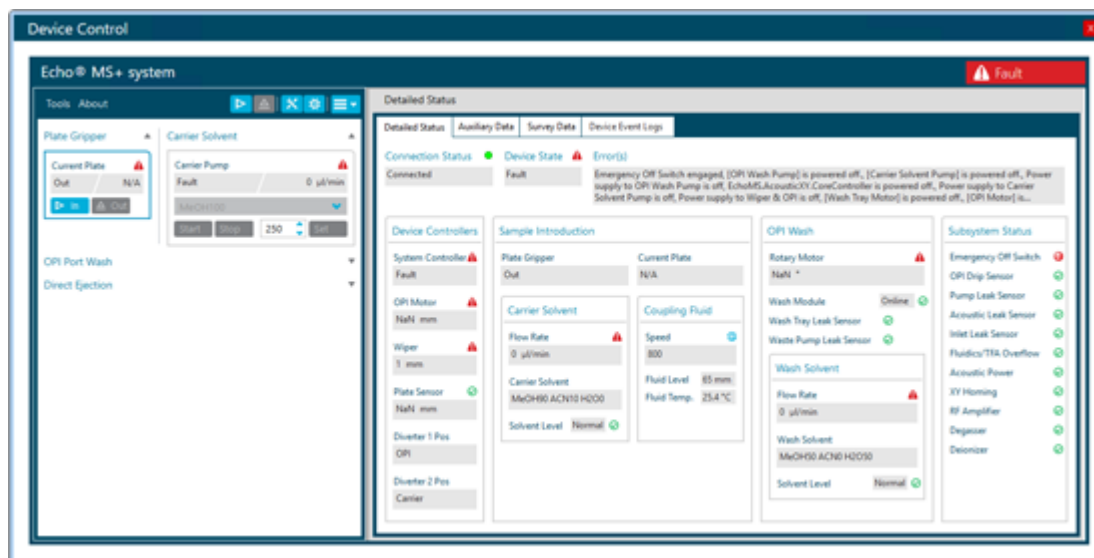 Device Control
Echo® MS+ system
Fault
Tools About
Plate Gripper
Carrier Solvent
Current Plate
Out
N/A
In
Out
Carrier Pump
Fault
0 µl/min
MeOH100
Start
Stop
250
Set
OPI Port Wash
Direct Ejection
Detailed Status
Detailed Status
Auxiliary Data
Survey Data
Device Event Logs
Connection Status
Device State
Error(s)
Connected
Fault
Emergency Off Switch engaged, [OPI Wash Pump] is powered off., [Carrier Solvent Pump] is powered off., Power
supply to OPI Wash Pump is off, EchoMS.AcousticXY.CoreController is powered off., Power supply to Carrier
Solvent Pump is off, Power supply to Wiper & OPI is off, [Wash Tray Motor] is powered off., [OPI Motor] is...
Device Controllers
System Controller
Fault
OPI Motor
NaN mm
Wiper
1 mm
Plate Sensor
NaN mm
Diverter 1 Pos
OPI
Diverter 2 Pos
Carrier
Sample Introduction
Plate Gripper
Current Plate
Out
N/A
Carrier Solvent
Flow Rate
0 µl/min
Carrier Solvent
MeOH90 ACN10 H2O0
Solvent Level Normal
Coupling Fluid
Speed
800
Fluid Level 65 mm
Fluid Temp. 25.4 °C
OPI Wash
Rotary Motor
NaN °
Wash Module Online
Wash Tray Leak Sensor
Waste Pump Leak Sensor
Wash Solvent
Flow Rate
0 µl/min
Wash Solvent
MeOH50 ACN0 H2O50
Solvent Level Normal
Subsystem Status
Emergency Off Switch
OPI Drip Sensor
Pump Leak Sensor
Acoustic Leak Sensor
Inlet Leak Sensor
Fluidics/TFA Overflow
Acoustic Power
XY Homing
RF Amplifier
Degasser
Deionizer